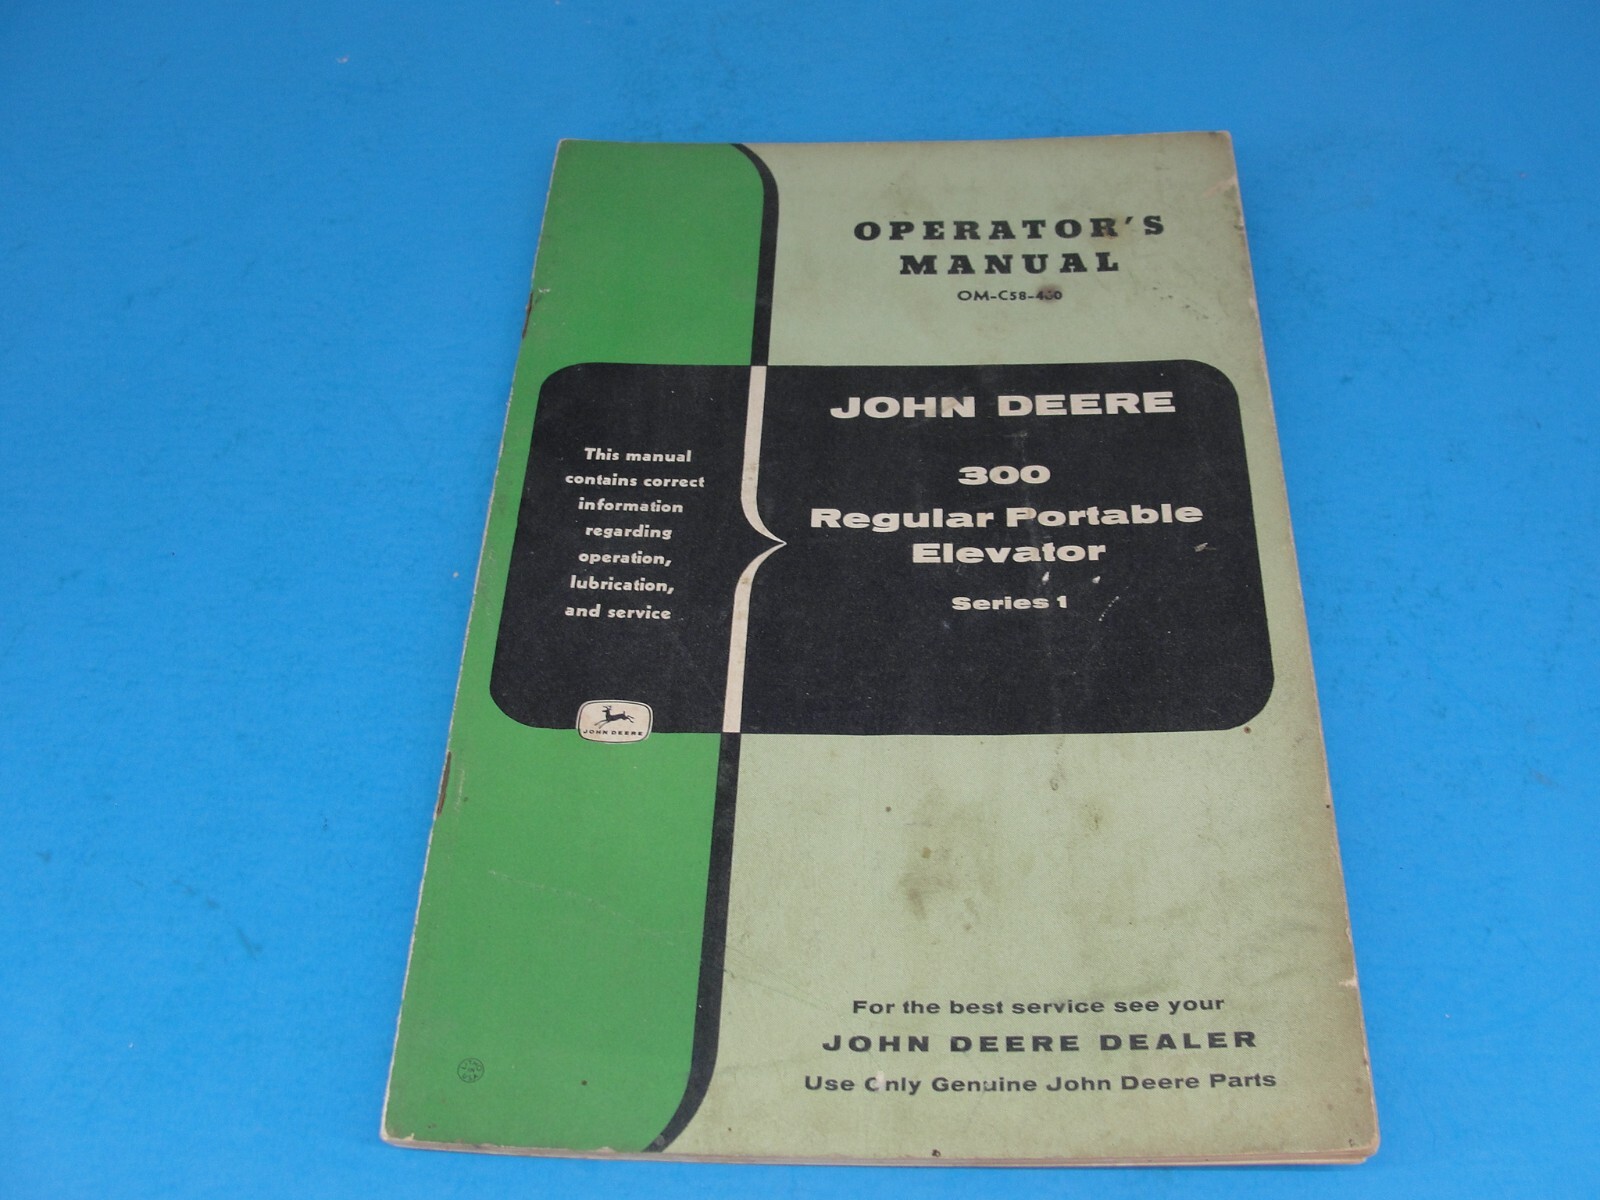 OPERATOR'S
MANUAL
JOHN DEERE
300
Regular Portable
Elevator
Series 1
This manual
contains correct
information
regarding
operation,
lubrication,
and service
JOHN DEERE
For the best service see your
JOHN DEERE DEALER
Use Only Genuine John Deere Parts